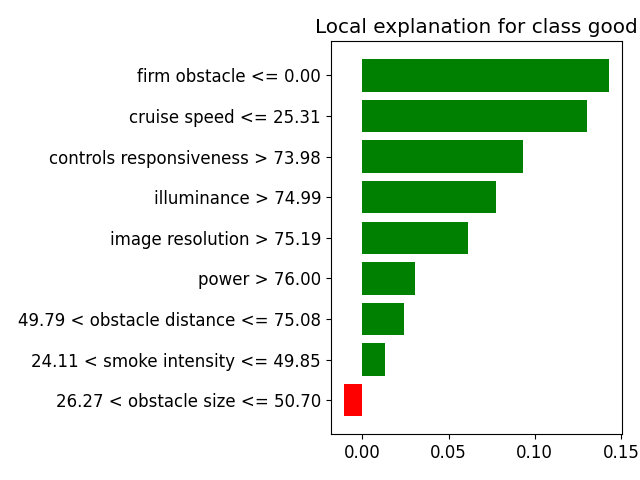 Local explanation for class good
firm obstacle <= 0.00
cruise speed <= 25.31
controls responsiveness > 73.98
illuminance > 74.99
image resolution > 75.19
power > 76.00
49.79 < obstacle distance <= 75.08
24.11 < smoke intensity <= 49.85
26.27 < obstacle size <= 50.70
0.00 0.05 0.10 0.15